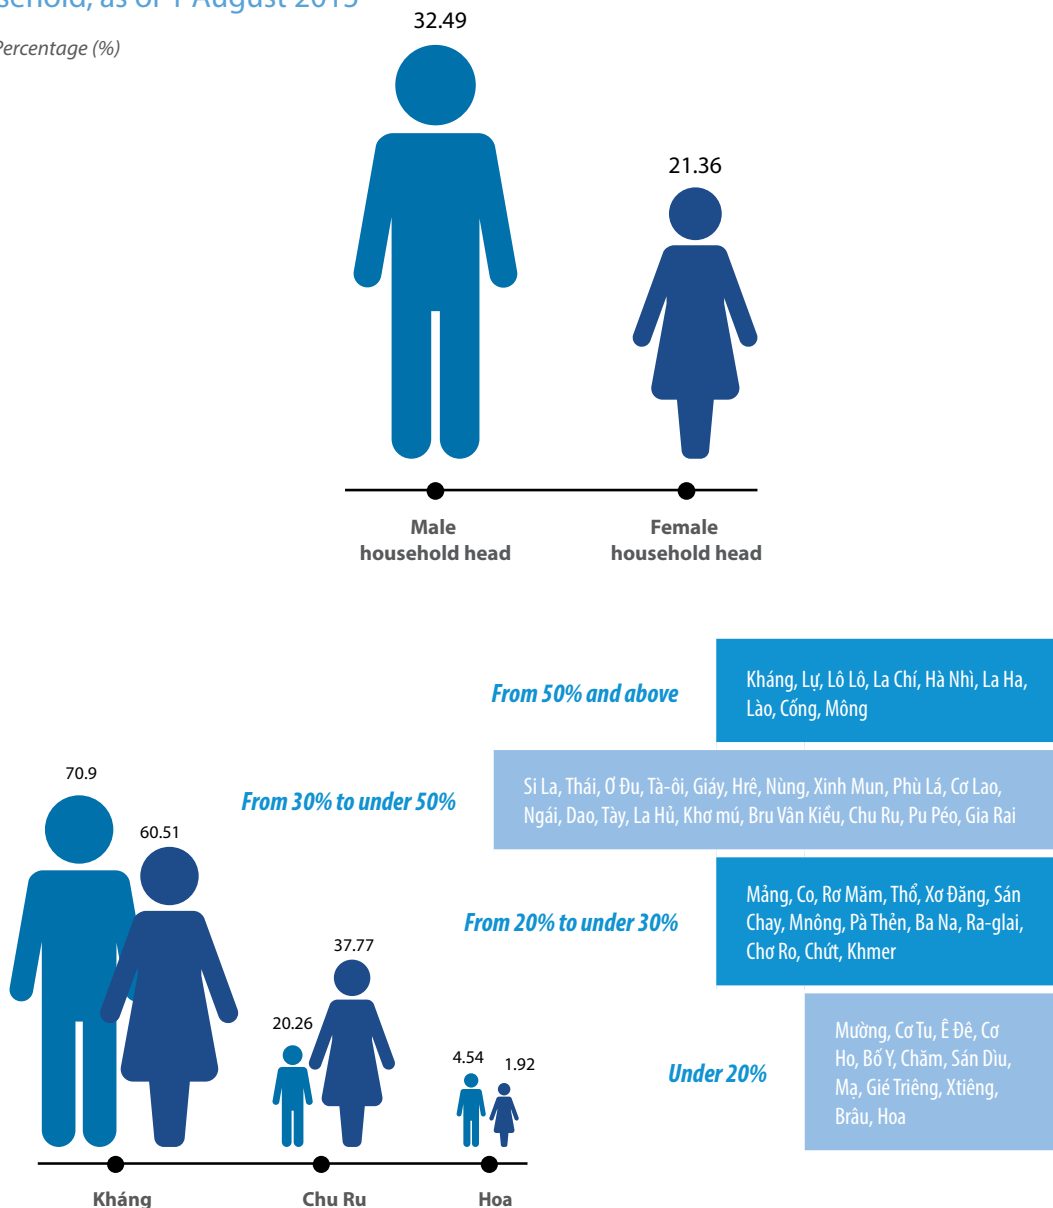 as of 1 August 2015
Percentage (%)
32.49
21.36
Male
household head
Female
household head
From 50% and above
Kháng, Lự, Lô Lô, La Chí, Hà Nhì, La Ha,
Lào, Cống, Mông
From 30% to under 50%
Si La, Thái, Ơ Đu, Tà-ôi, Giáy, Hrê, Nùng, Xinh Mun, Phù Lá, Cơ Lao,
Ngái, Dao, Tày, La Hủ, Khơ mú, Bru Vân Kiều, Chu Ru, Pu Péo, Gia Rai
From 20% to under 30%
Mảng, Co, Rơ Măm, Thổ, Xơ Đăng, Sán
Chay, Mnông, Pà Thẻn, Ba Na, Ra-glai,
Chơ Ro, Chứt, Khmer
Under 20%
Mường, Cơ Tu, Ê Đê, Cơ
Ho, Bố Y, Chăm, Sán Dìu,
Mạ, Gié Triêng, Xtiêng,
Brâu, Hoa
70.9
60.51
20.26
37.77
4.54
1.92
Kháng
Chu Ru
Hoa